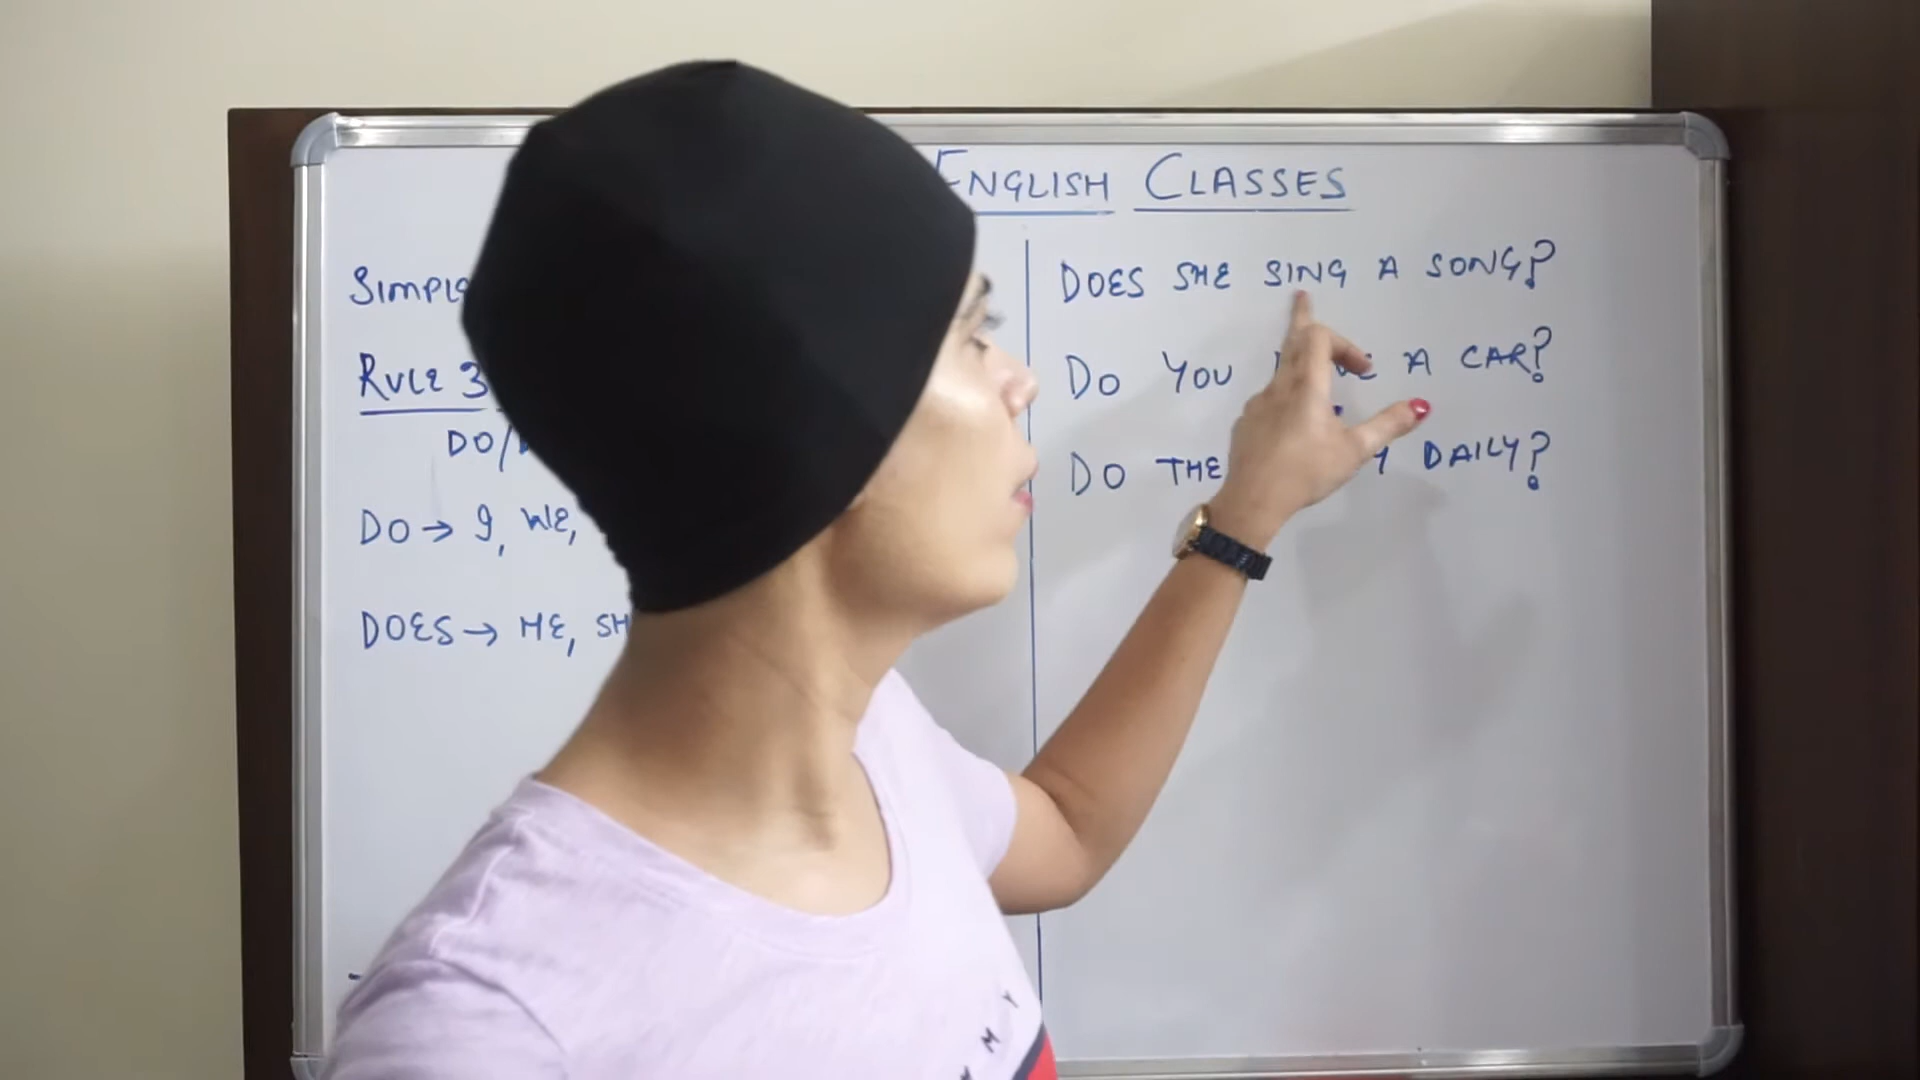 ENGLISH CLASSES
SIMPLE
RULE 3
DO/
DO → I, WE,
DOES → HE, SH
DOES SHE SING A SONG?
DO YOU A CAR?
DO THE DAILY?
M Y